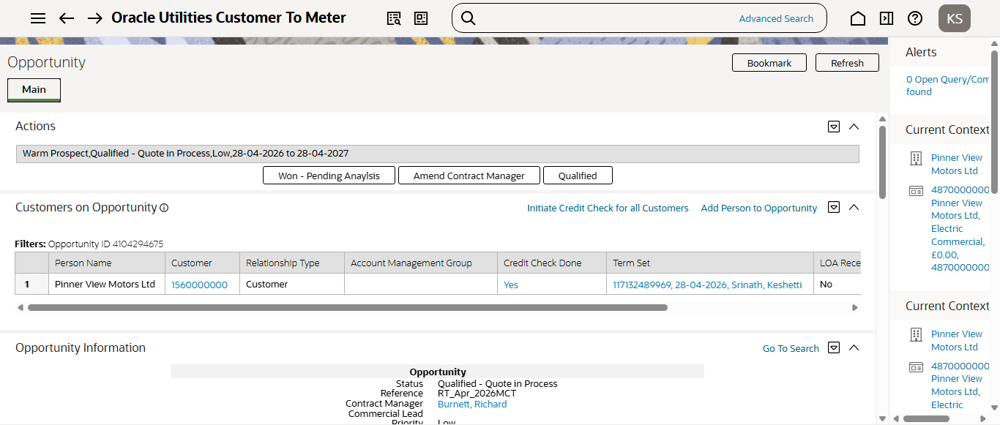 Oracle Utilities Customer To Meter
Advanced Search
KS
Opportunity
Bookmark
Refresh
Main
Actions
Warm Prospect,Qualified - Quote in Process,Low,28-04-2026 to 28-04-2027
Won - Pending Anaylsis
Amend Contract Manager
Qualified
Customers on Opportunity
Initiate Credit Check for all Customers
Add Person to Opportunity
Filters: Opportunity ID 4104294675
Person Name Customer Relationship Type Account Management Group Credit Check Done Term Set LOA Rece
1 Pinner View Motors Ltd 1560000000 Customer Yes 117132489969, 28-04-2026, Srinath, Keshetti No
Opportunity Information
Go To Search
Opportunity
Status Qualified - Quote in Process
Reference RT_Apr_2026MCT
Contract Manager Burnett, Richard
Commercial Lead
Priority Low
Alerts
0 Open Query/Com
found
Current Context
Pinner View
Motors Ltd
4870000000
Pinner View
Motors Ltd,
Electric
Commercial,
£0.00,
4870000000
Current Context
Pinner View
Motors Ltd
4870000000
Pinner View
Motors Ltd,
Electric